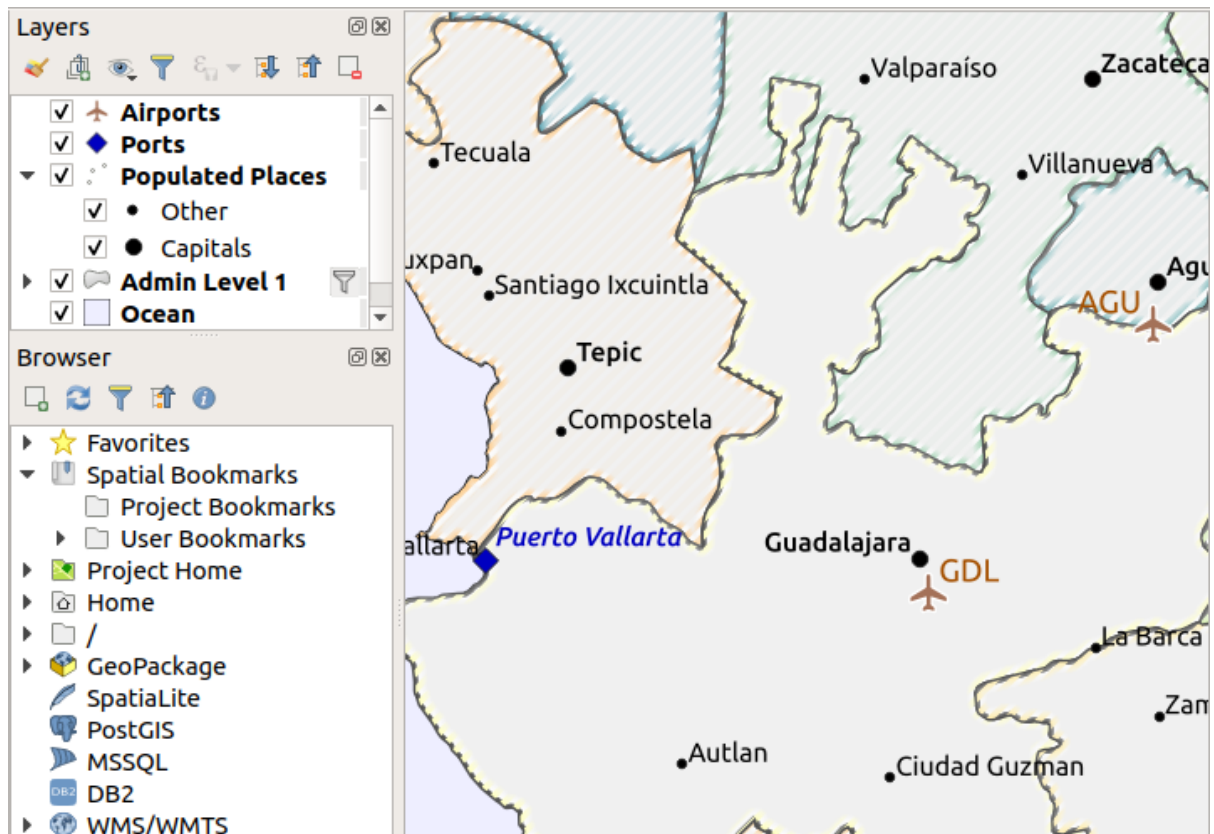 Layers
Airports
Ports
Populated Places
Other
Capitals
Admin Level 1
Ocean
Browser
Favorites
Spatial Bookmarks
Project Bookmarks
User Bookmarks
Project Home
Home
/
GeoPackage
SpatiaLite
PostGIS
MSSQL
DB2
DB2
WMS/WMTS
Valparaíso
Zacateca
Tecuala
Villanueva
uxpan
Santiago Ixcuintla
Agu
AGU
Tepic
Compostela
allarta
Puerto Vallarta
Guadalajara
GDL
La Barca
Zam
Autlan
Ciudad Guzman